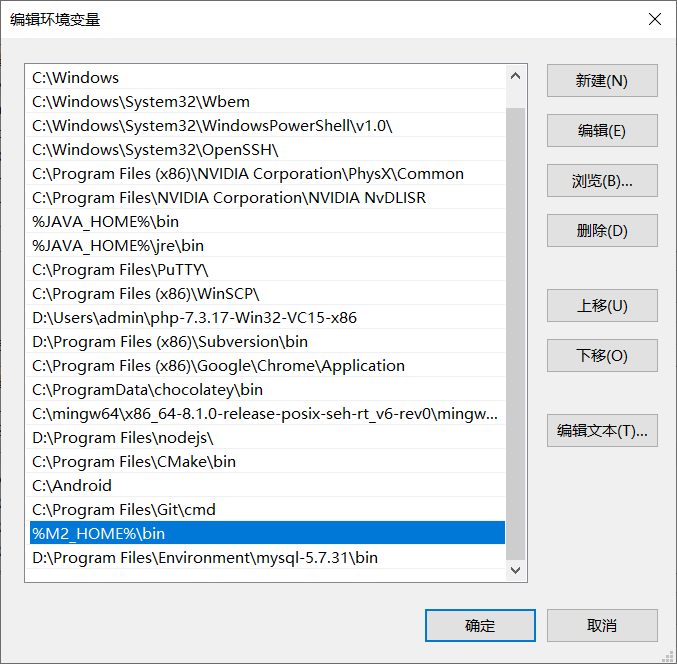 编辑环境变量
C:\Windows
C:\Windows\System32\Wbem
C:\Windows\System32\WindowsPowerShell\v1.0\
C:\Windows\System32\OpenSSH\
C:\Program Files (x86)\NVIDIA Corporation\PhysX\Common
C:\Program Files\NVIDIA Corporation\NVIDIA NvDLISR
%JAVA_HOME%\bin
%JAVA_HOME%\jre\bin
C:\Program Files\PuTTY\
C:\Program Files (x86)\WinSCP\
D:\Users\admin\php-7.3.17-Win32-VC15-x86
D:\Program Files (x86)\Subversion\bin
C:\Program Files (x86)\Google\Chrome\Application
C:\ProgramData\chocolatey\bin
C:\mingw64\x86_64-8.1.0-release-posix-seh-rt_v6-rev0\mingw...
D:\Program Files\nodejs\
C:\Program Files\CMake\bin
C:\Android
C:\Program Files\Git\cmd
%M2_HOME%\bin
D:\Program Files\Environment\mysql-5.7.31\bin
新建(N)
编辑(E)
浏览(B)...
删除(D)
上移(U)
下移(O)
编辑文本(T)...
确定
取消